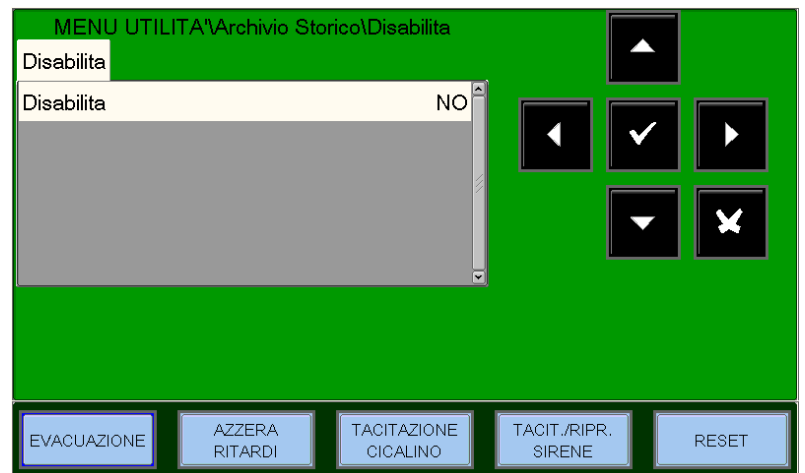 MENU UTILITA'\Archivio Storico\Disabilita
Disabilita
Disabilita NO
EVACUAZIONE
AZZERA
RITARDI
TACITAZIONE
CICALINO
TACIT./RIPR.
SIRENE
RESET